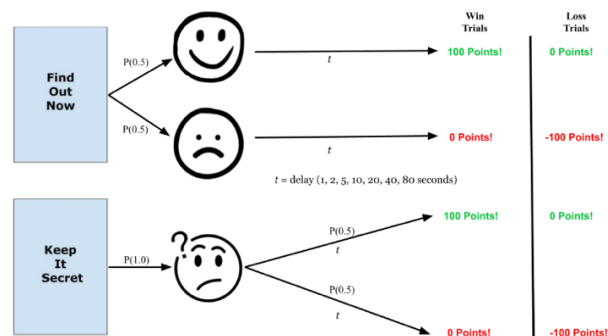 Win
Trials
Loss
Trials
Find
Out
Now
P(0.5)
t
100 Points!
0 Points!
P(0.5)
t
0 Points!
-100 Points!
t = delay (1, 2, 5, 10, 20, 40, 80 seconds)
Keep
It
Secret
P(1.0)
?
P(0.5)
t
100 Points!
0 Points!
P(0.5)
t
0 Points!
-100 Points!